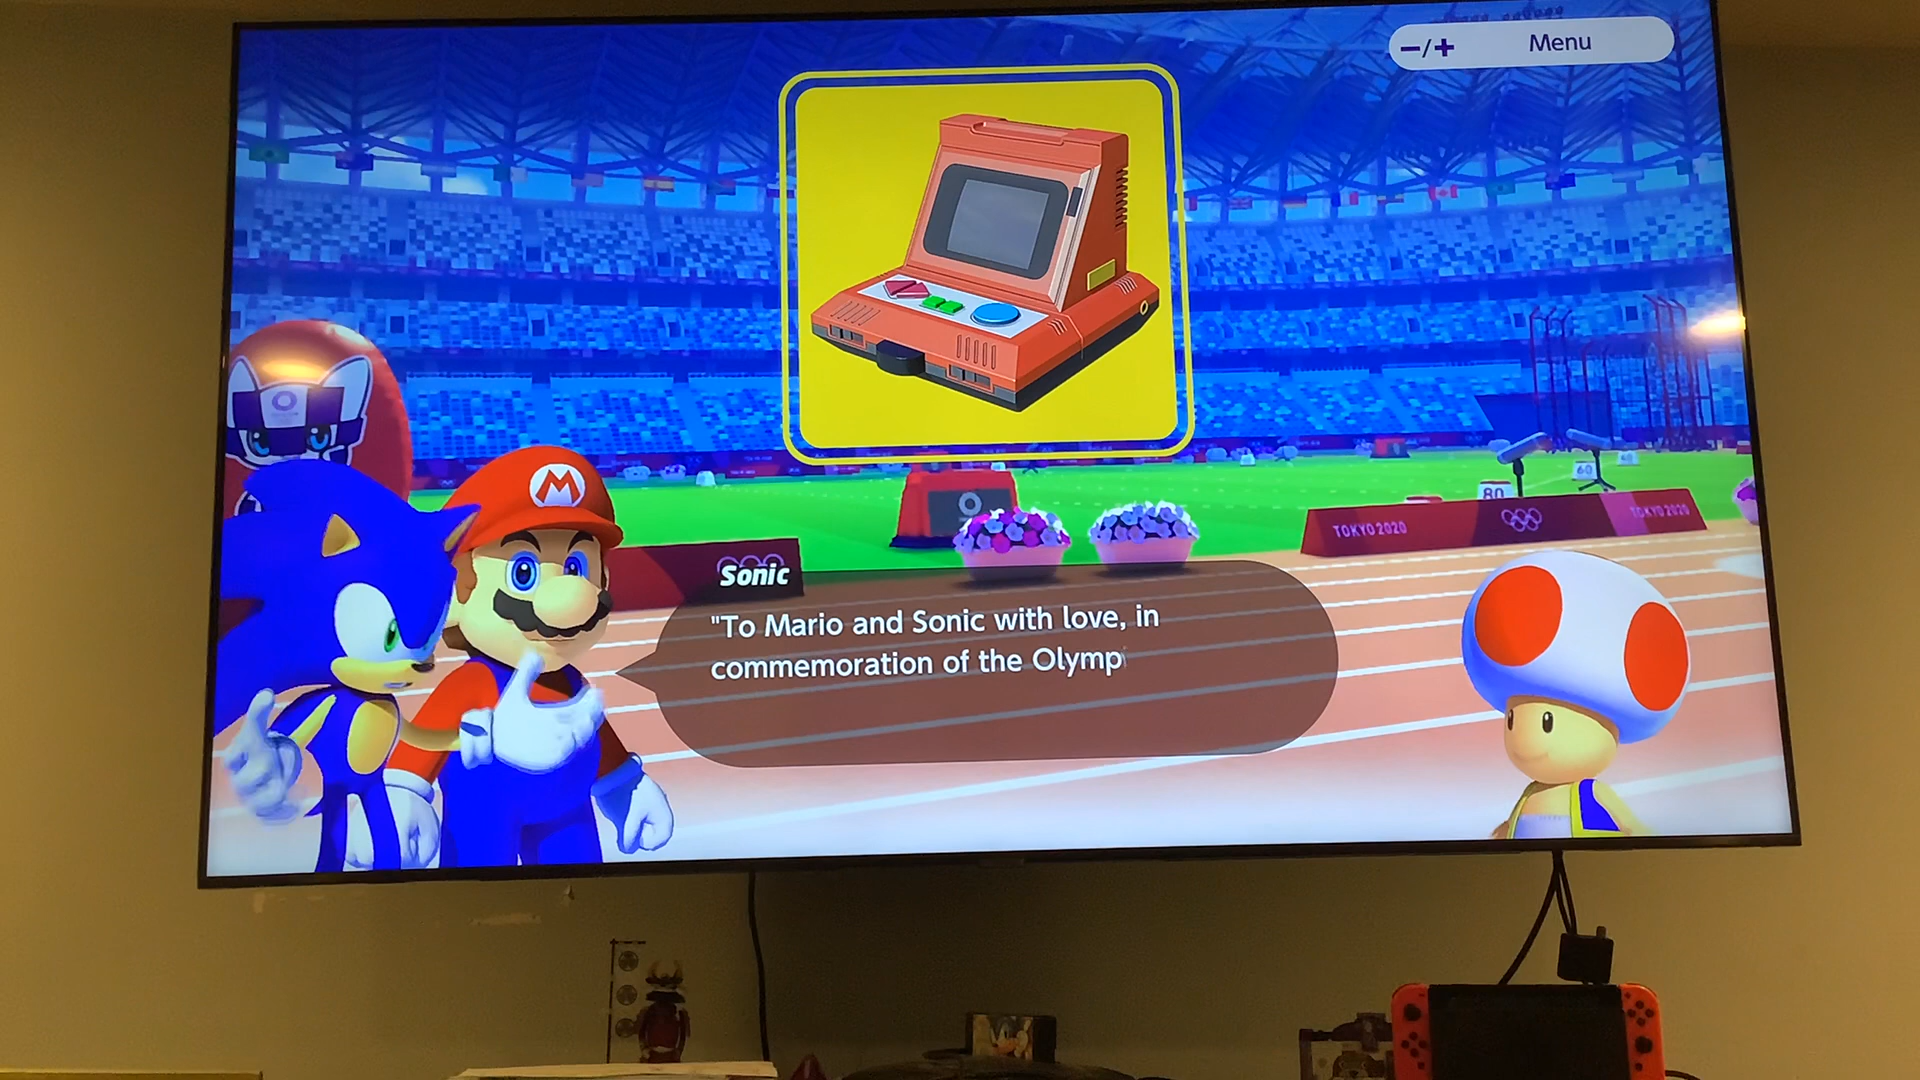 −/+ Menu
M
80
60
TOKYO 2020
TOKYO 2020
Sonic
"To Mario and Sonic with love, in
commemoration of the Olymp